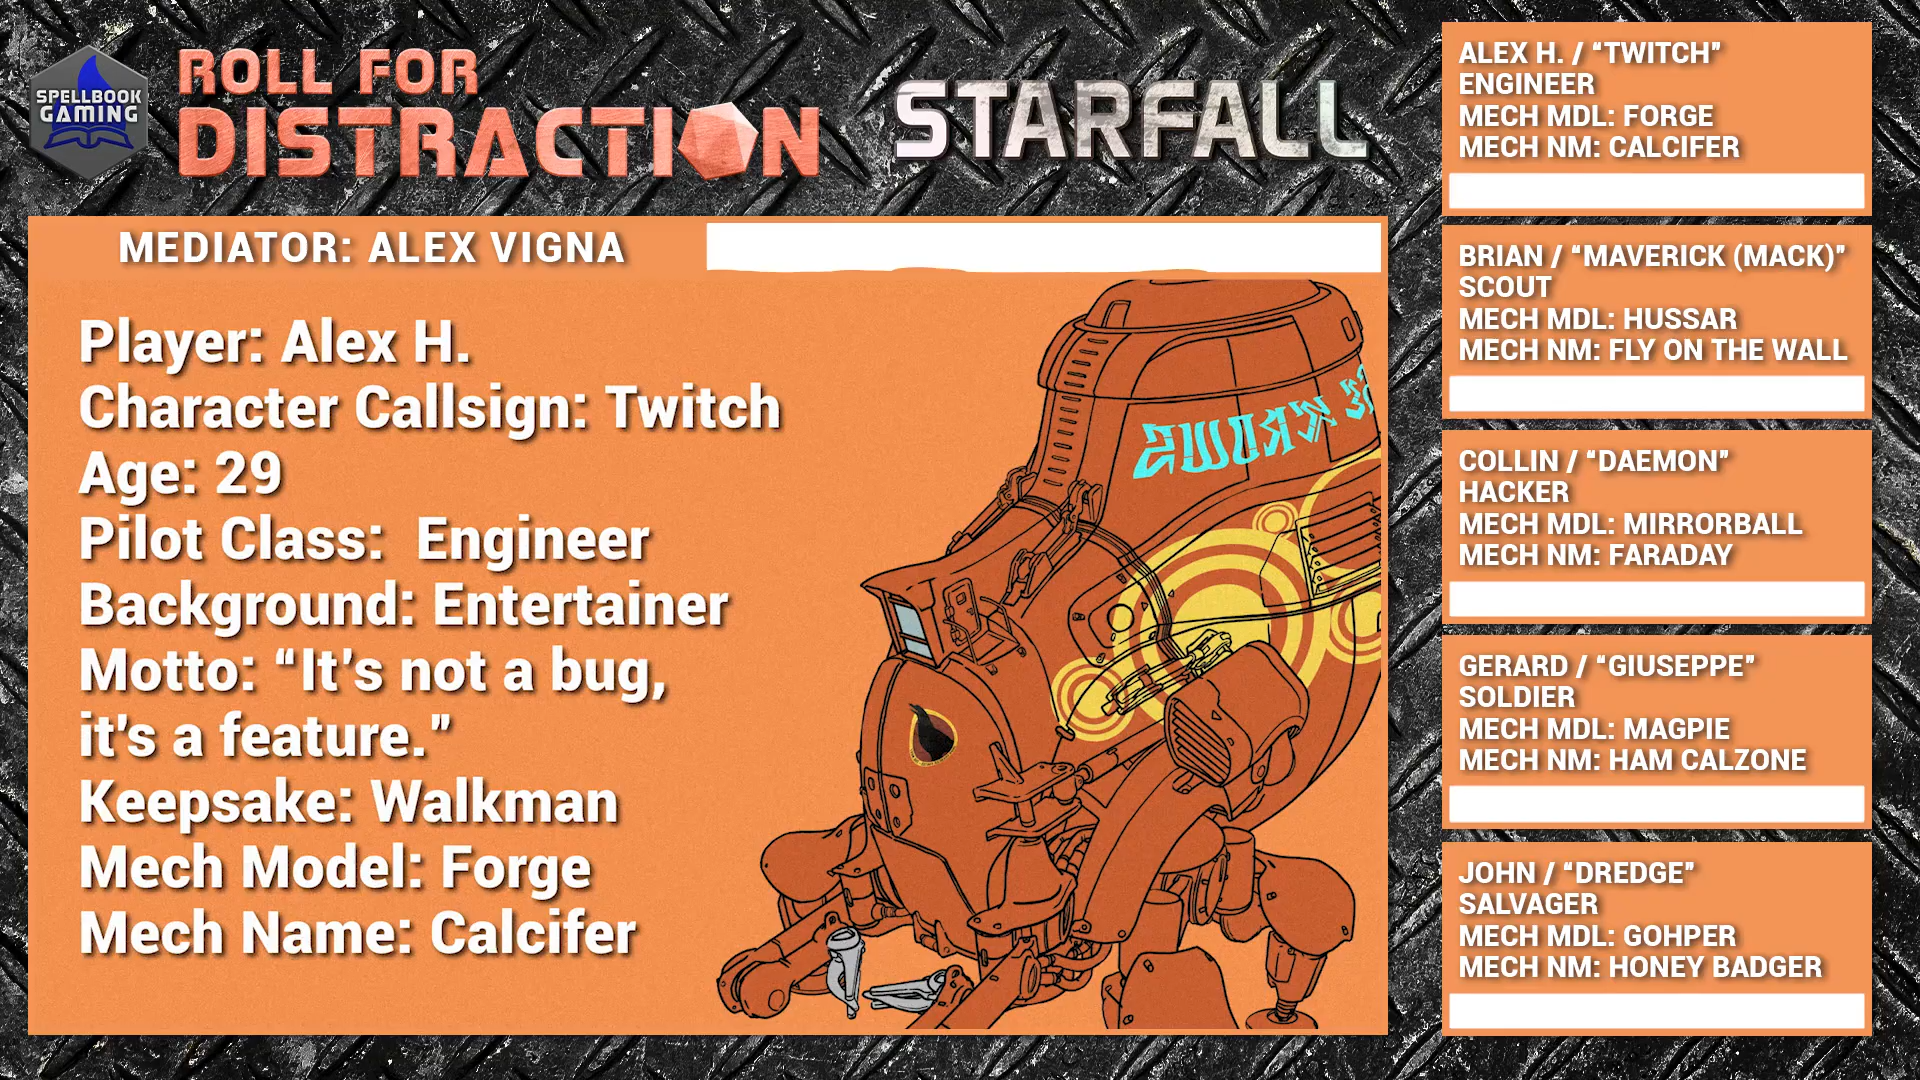 SPELLBOOK
GAMING
ROLL FOR
DISTRACTION
STARFALL
MEDIATOR: ALEX VIGNA
Player: Alex H.
Character Callsign: Twitch
Age: 29
Pilot Class: Engineer
Background: Entertainer
Motto: “It's not a bug,
it's a feature.”
Keepsake: Walkman
Mech Model: Forge
Mech Name: Calcifer
ALEX H. / “TWITCH”
ENGINEER
MECH MDL: FORGE
MECH NM: CALCIFER
BRIAN / “MAVERICK (MACK)”
SCOUT
MECH MDL: HUSSAR
MECH NM: FLY ON THE WALL
COLLIN / “DAEMON”
HACKER
MECH MDL: MIRRORBALL
MECH NM: FARADAY
GERARD / “GIUSEPPE”
SOLDIER
MECH MDL: MAGPIE
MECH NM: HAM CALZONE
JOHN / “DREDGE”
SALVAGER
MECH MDL: GOHPER
MECH NM: HONEY BADGER